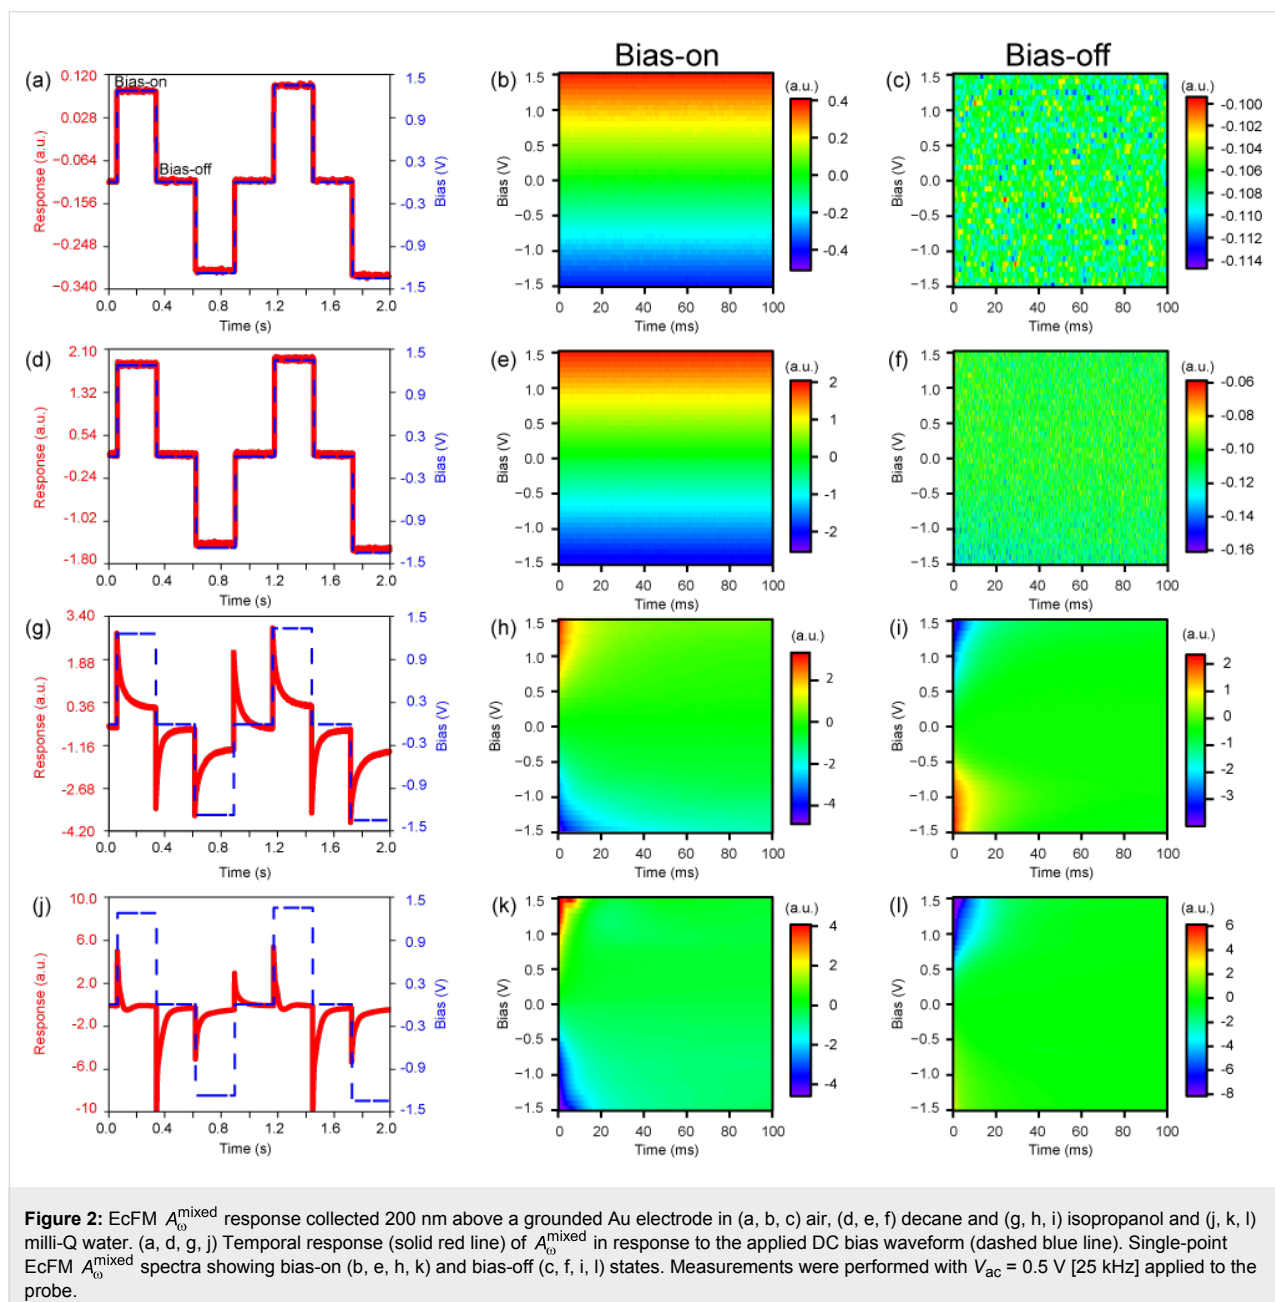 Bias-on
Bias-off
(a)
0.120
0.028
−0.064
−0.156
−0.248
−0.340
Response (a.u.)
Bias-on
Bias-off
1.5
0.9
0.3
−0.3
−0.9
−1.5
Bias (V)
0.0 0.4 0.8 1.2 1.6 2.0
Time (s)
(b)
1.5
1.0
0.5
0.0
−0.5
−1.0
−1.5
Bias (V)
0 20 40 60 80 100
Time (ms)
(a.u.)
0.4
0.2
0
-0.2
-0.4
(c)
1.5
1.0
0.5
0.0
−0.5
−1.0
−1.5
Bias (V)
0 20 40 60 80 100
Time (ms)
(a.u.)
-0.100
-0.102
-0.104
-0.106
-0.108
-0.110
-0.112
-0.114
(d)
2.10
1.32
0.54
-0.24
-1.02
-1.80
Response (a.u.)
1.5
0.9
0.3
-0.3
-0.9
-1.5
Bias (V)
0.0 0.4 0.8 1.2 1.6 2.0
Time (s)
(e)
1.5
1.0
0.5
0.0
−0.5
−1.0
−1.5
Bias (V)
0 20 40 60 80 100
Time (ms)
(a.u.)
2
1
0
-1
-2
(f)
1.5
1.0
0.5
0.0
−0.5
−1.0
−1.5
Bias (V)
0 20 40 60 80 100
Time (ms)
(a.u.)
-0.06
-0.08
-0.10
-0.12
-0.14
-0.16
(g)
3.40
1.88
0.36
-1.16
-2.68
-4.20
Response (a.u.)
1.5
0.9
0.3
-0.3
-0.9
-1.5
Bias (V)
0.0 0.4 0.8 1.2 1.6 2.0
Time (s)
(h)
1.5
1.0
0.5
0.0
−0.5
−1.0
−1.5
Bias (V)
0 20 40 60 80 100
Time (ms)
(a.u.)
2
0
-2
-4
(i)
1.5
1.0
0.5
0.0
−0.5
−1.0
−1.5
Bias (V)
0 20 40 60 80 100
Time (ms)
(a.u.)
2
1
0
-1
-2
-3
(j)
10.0
6.0
2.0
-2.0
-6.0
-10
Response (a.u.)
1.5
0.9
0.3
-0.3
-0.9
-1.5
Bias (V)
0.0 0.4 0.8 1.2 1.6 2.0
Time (s)
(k)
1.5
1.0
0.5
0.0
−0.5
−1.0
−1.5
Bias (V)
0 20 40 60 80 100
Time (ms)
(a.u.)
4
2
0
-2
-4
(l)
1.5
1.0
0.5
0.0
−0.5
−1.0
−1.5
Bias (V)
0 20 40 60 80 100
Time (ms)
(a.u.)
6
4
2
0
-2
-4
-6
-8
Figure 2: EcFM A_ω^mixed response collected 200 nm above a grounded Au electrode in (a, b, c) air, (d, e, f) decane and (g, h, i) isopropanol and (j, k, l)
milli-Q water. (a, d, g, j) Temporal response (solid red line) of A_ω^mixed in response to the applied DC bias waveform (dashed blue line). Single-point
EcFM A_ω^mixed spectra showing bias-on (b, e, h, k) and bias-off (c, f, i, l) states. Measurements were performed with V_ac = 0.5 V [25 kHz] applied to the
probe.